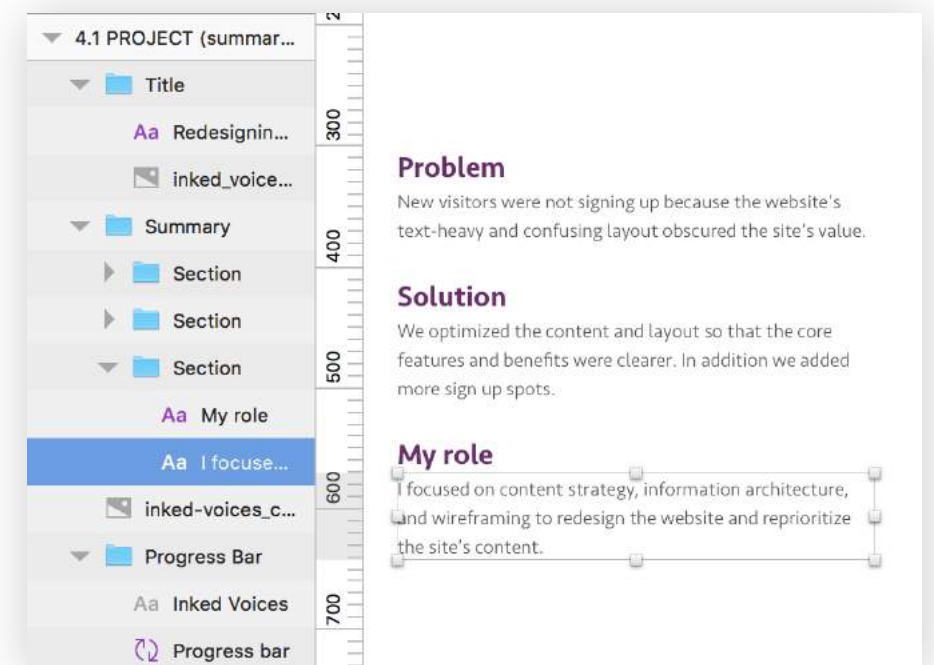 4.1 PROJECT (summar...
Title
Aa Redesignin...
inked_voice...
Summary
Section
Section
Section
Aa My role
Aa I focuse...
inked-voices_c...
Progress Bar
Aa Inked Voices
Progress bar
300
400
500
600
700
Problem
New visitors were not signing up because the website's
text-heavy and confusing layout obscured the site's value.
Solution
We optimized the content and layout so that the core
features and benefits were clearer. In addition we added
more sign up spots.
My role
I focused on content strategy, information architecture,
and wireframing to redesign the website and reprioritize
the site's content.